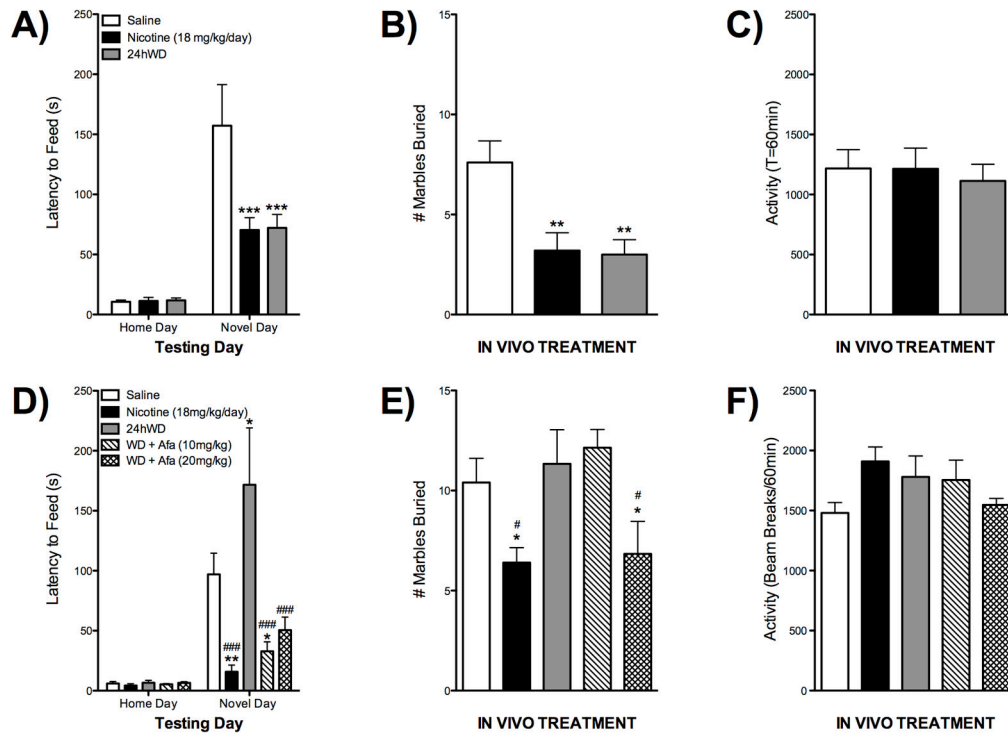 A)
Saline
Nicotine (18 mg/kg/day)
24hWD
Latency to Feed (s)
250
200
150
100
50
0
***
***
Home Day
Novel Day
Testing Day
B)
# Marbles Buried
15
10
5
0
**
**
IN VIVO TREATMENT
C)
Activity (T=60min)
2500
2000
1500
1000
500
0
IN VIVO TREATMENT
D)
Saline
Nicotine (18mg/kg/day)
24hWD
WD + Afa (10mg/kg)
WD + Afa (20mg/kg)
Latency to Feed (s)
250
200
150
100
50
0
###
**
*
###
*
###
Home Day
Novel Day
Testing Day
E)
# Marbles Buried
15
10
5
0
#
*
#
*
IN VIVO TREATMENT
F)
Activity (Beam Breaks/60min)
2500
2000
1500
1000
500
0
IN VIVO TREATMENT